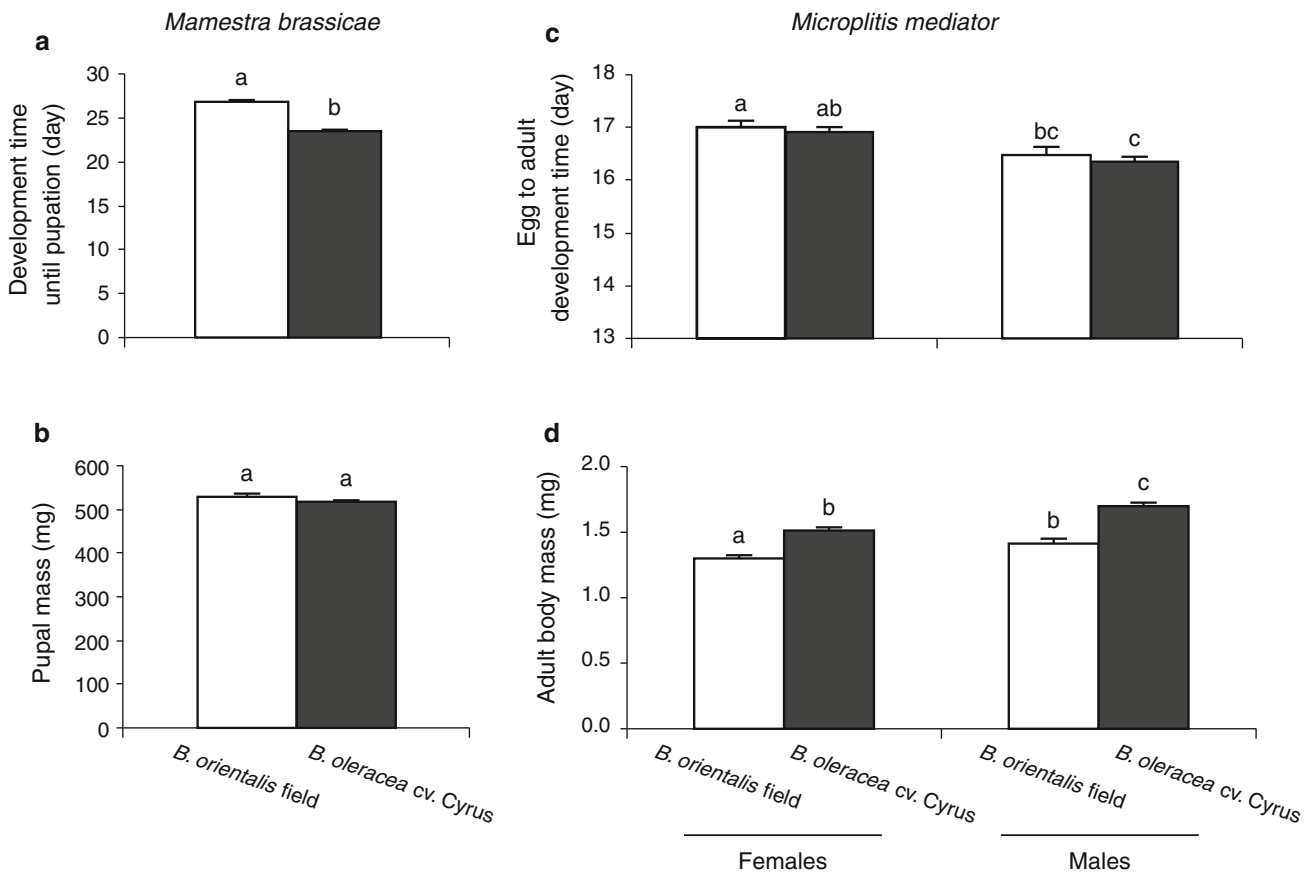 Mamestra brassicae
a
Development time
until pupation (day)
30
25
20
15
10
5
0
a
b
b
Pupal mass (mg)
600
500
400
300
200
100
0
a
a
B. orientalis field
B. oleracea cv. Cyrus
Microplitis mediator
c
Egg to adult
development time (day)
18
17
16
15
14
13
a
ab
bc
c
d
Adult body mass (mg)
2.0
1.5
1.0
0.5
0.0
a
b
b
c
B. orientalis field
B. oleracea cv. Cyrus
B. orientalis field
B. oleracea cv. Cyrus
Females
Males